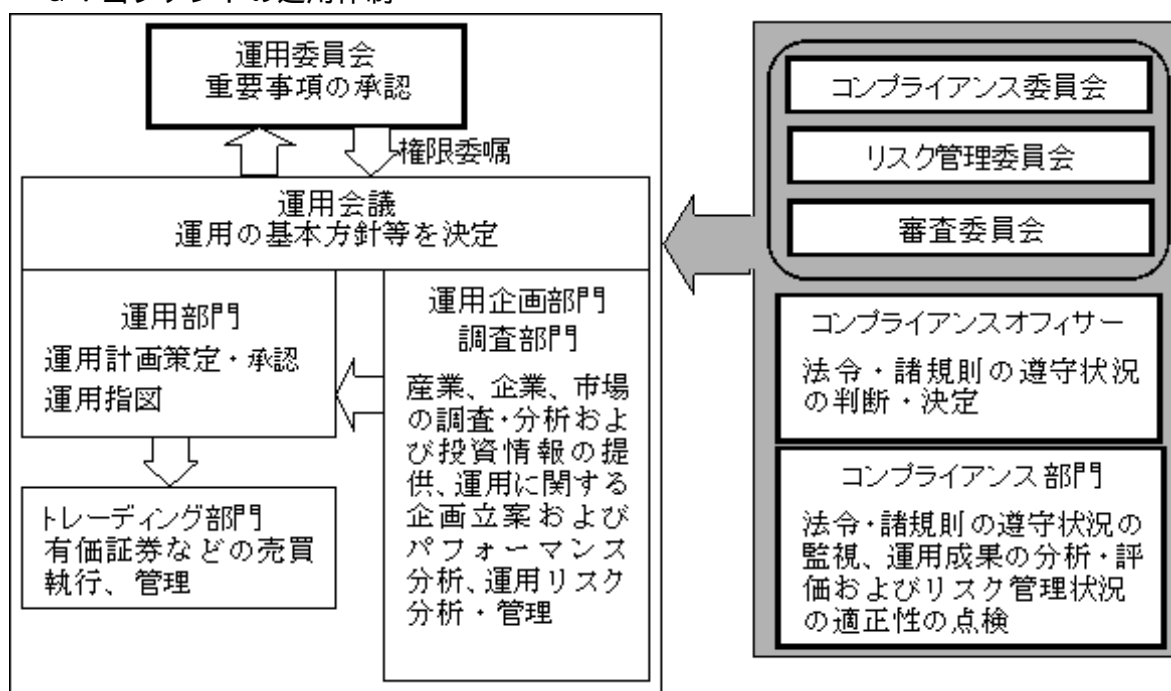 運用委員会
重要事項の承認
権限委嘱
運用会議
運用の基本方針等を決定
運用部門
運用計画策定・承認
運用指図
運用企画部門
調査部門
産業、企業、市場
の調査・分析およ
び投資情報の提
供、運用に関する
企画立案および
パフォーマンス
分析、運用リスク
分析・管理
トレーディング部門
有価証券などの売買
執行、管理
コンプライアンス委員会
リスク管理委員会
審査委員会
コンプライアンスオフィサー
法令・諸規則の遵守状況
の判断・決定
コンプライアンス部門
法令・諸規則の遵守状況の
監視、運用成果の分析・評
価およびリスク管理状況
の適正性の点検